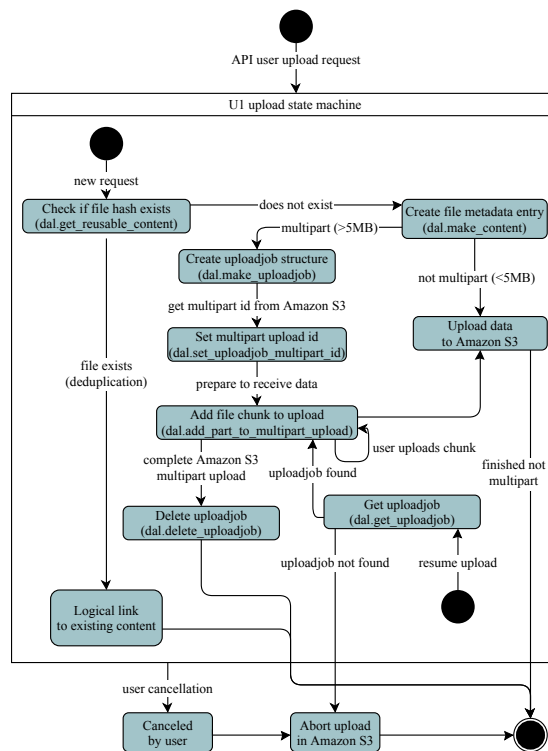 API user upload request
U1 upload state machine
new request
Check if file hash exists
(dal.get_reusable_content)
does not exist
Create file metadata entry
(dal.make_content)
multipart (>5MB)
Create uploadjob structure
(dal.make_uploadjob)
not multipart (<5MB)
get multipart id from Amazon S3
Set multipart upload id
(dal.set_uploadjob_multipart_id)
Upload data
to Amazon S3
file exists
(deduplication)
prepare to receive data
Add file chunk to upload
(dal.add_part_to_multipart_upload)
user uploads chunk
complete Amazon S3
multipart upload
uploadjob found
finished not
multipart
Delete uploadjob
(dal.delete_uploadjob)
Get uploadjob
(dal.get_uploadjob)
uploadjob not found
resume upload
Logical link
to existing content
user cancellation
Canceled
by user
Abort upload
in Amazon S3